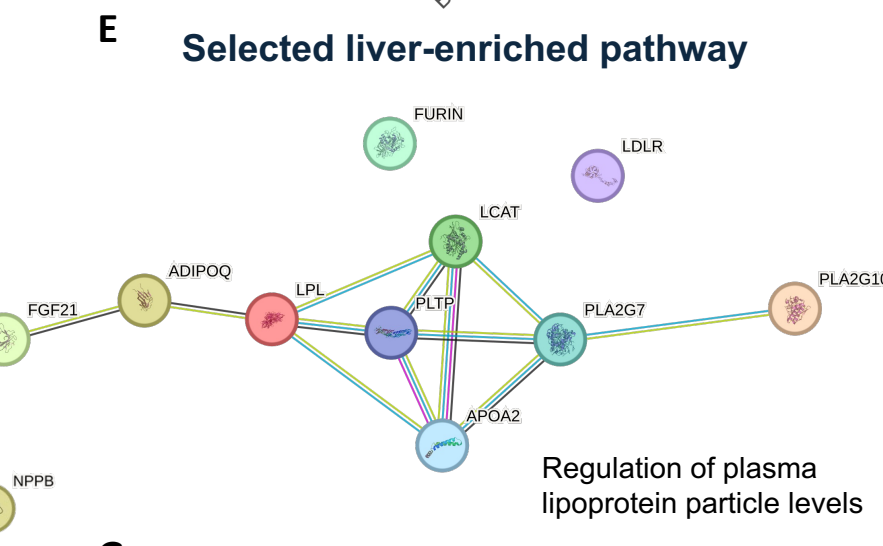 E
Selected liver-enriched pathway
FURIN
LDLR
LCAT
ADIPOQ
LPL
PLTP
FGF21
PLA2G7
PLA2G10
APOA2
NPPB
Regulation of plasma
lipoprotein particle levels